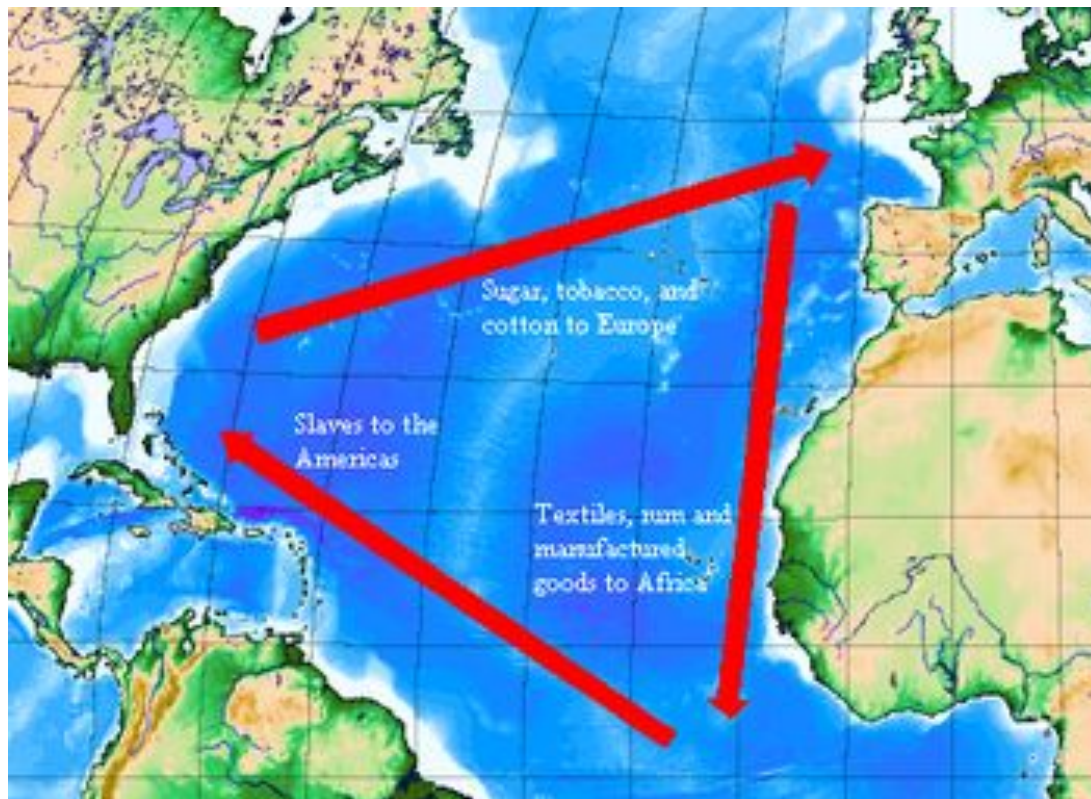 Sugar, tobacco, and
cotton to Europe
Slaves to the
Americas
Textiles, rum and
manufactured
goods to Africa